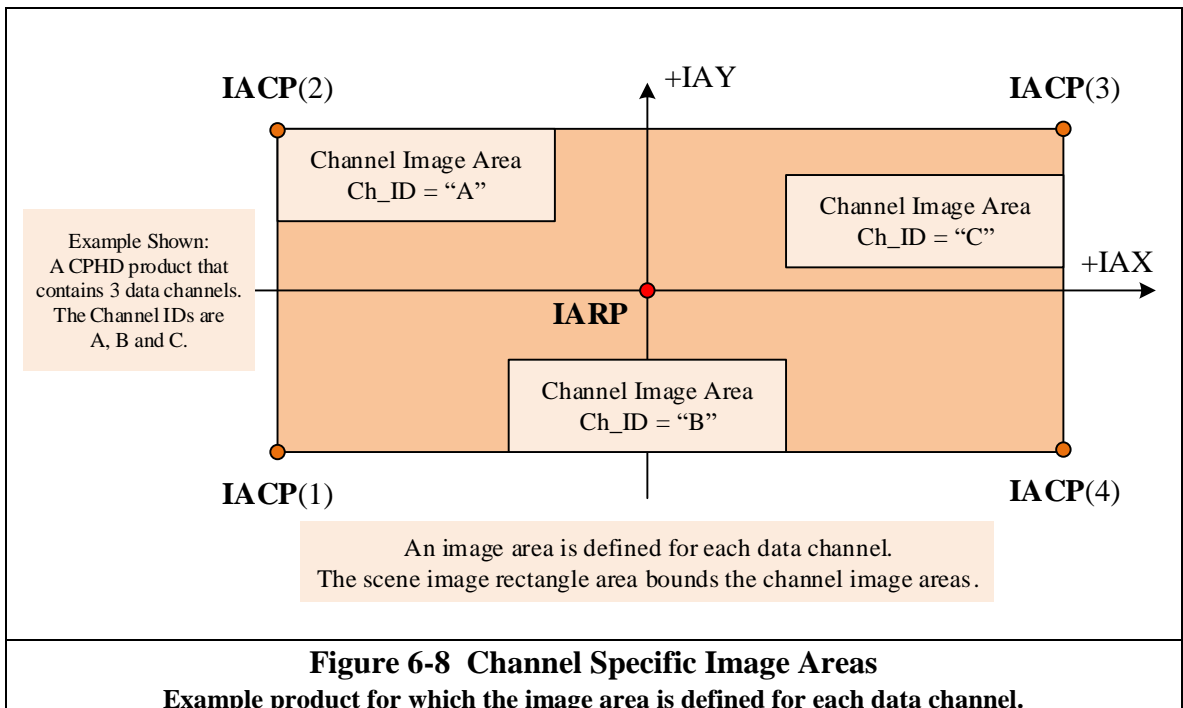 IACP(2)
+IAY
IACP(3)
Channel Image Area
Ch_ID = “A”
Channel Image Area
Ch_ID = “C”
Example Shown:
A CPHD product that
contains 3 data channels.
The Channel IDs are
A, B and C.
+IAX
IARP
Channel Image Area
Ch_ID = “B”
IACP(1)
IACP(4)
An image area is defined for each data channel.
The scene image rectangle area bounds the channel image areas.
Figure 6-8 Channel Specific Image Areas
Example product for which the image area is defined for each data channel.